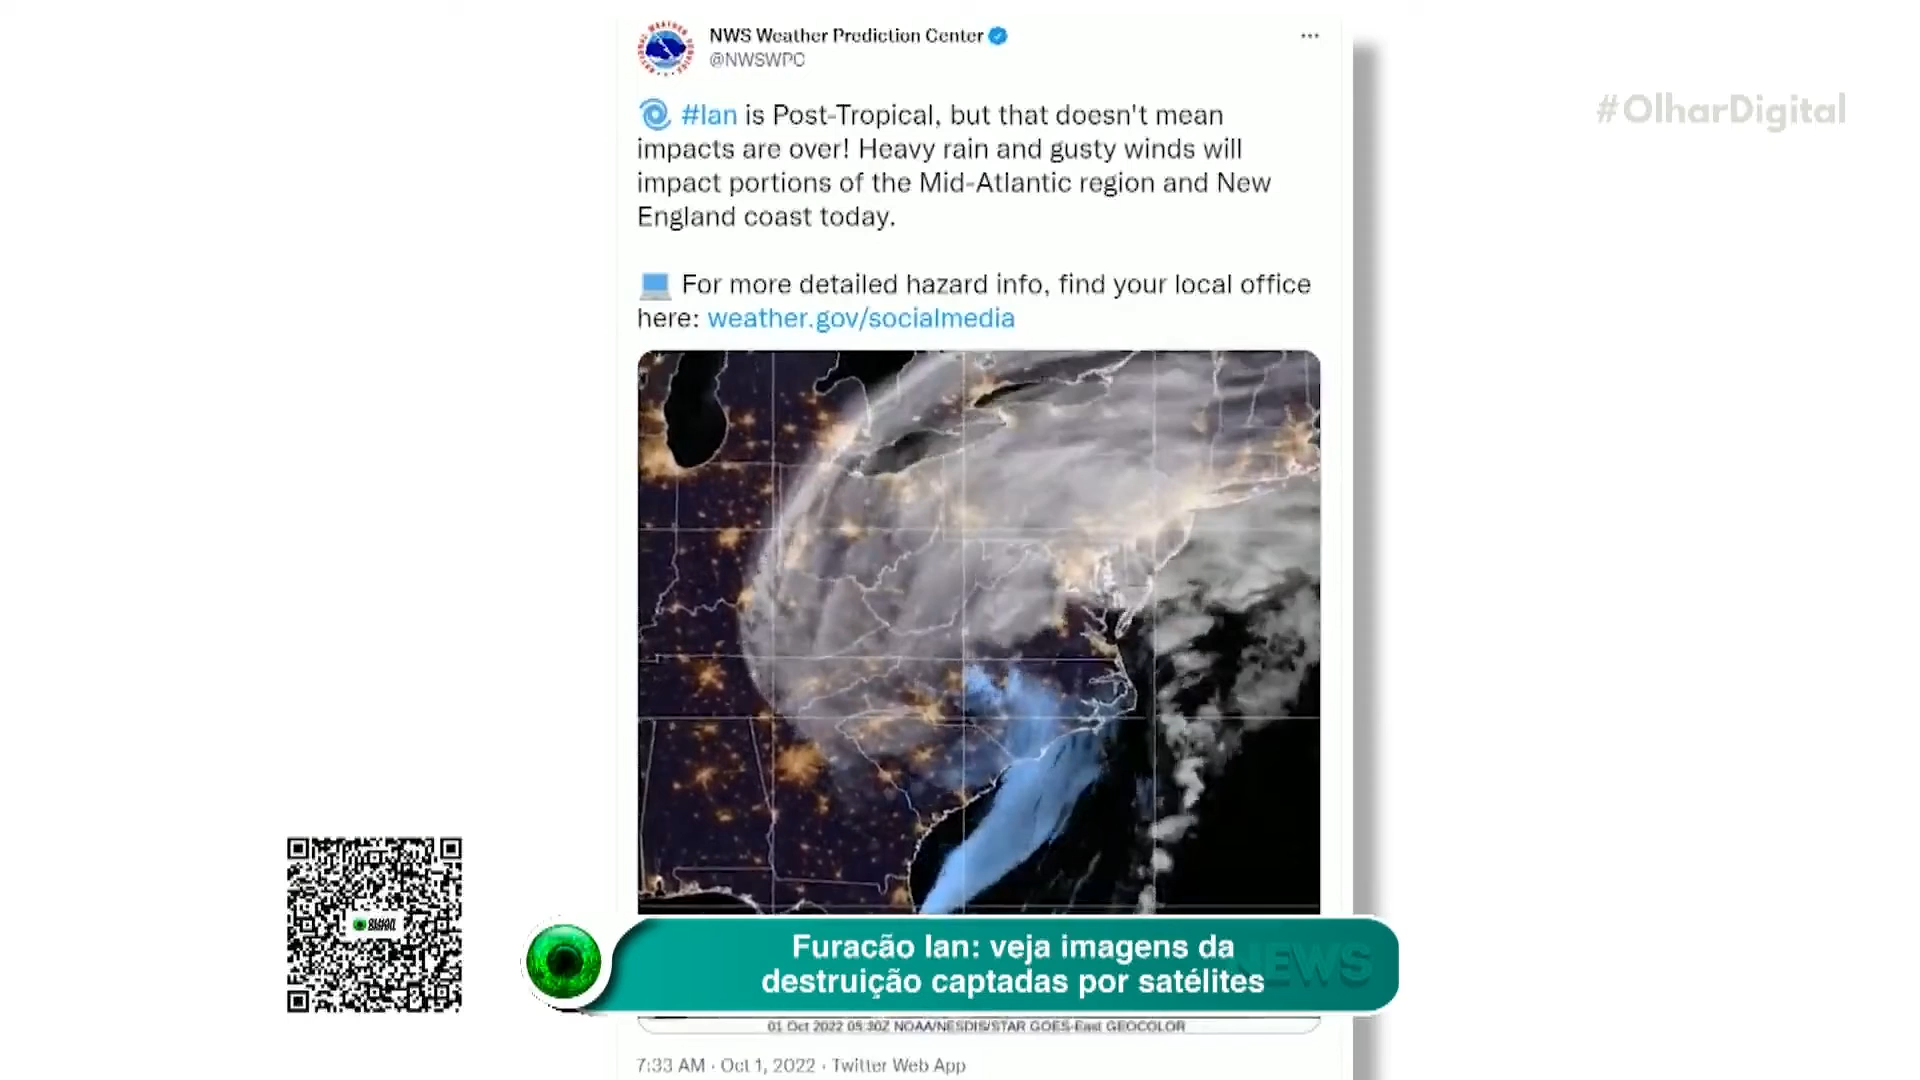 NWS Weather Prediction Center
@NWSWPC
#OlharDigital
#Ian is Post-Tropical, but that doesn't mean
impacts are over! Heavy rain and gusty winds will
impact portions of the Mid-Atlantic region and New
England coast today.
For more detailed hazard info, find your local office
here: weather.gov/socialmedia
Furacão Ian: veja imagens da
destruição captadas por satélites
NEWS
01 Oct 2022 05:30Z NOAA/NESDIS/STAR GOES-East GEOCOLOR
7:33 AM · Oct 1, 2022 · Twitter Web App